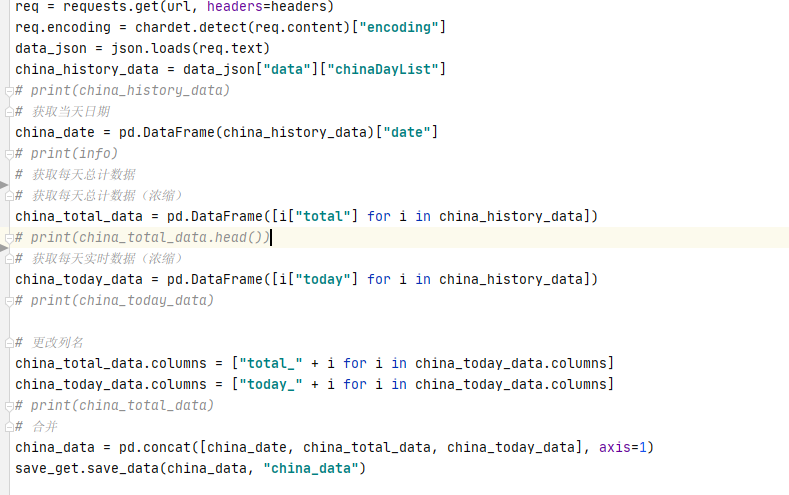 req = requests.get(url, headers=headers)
req.encoding = chardet.detect(req.content)["encoding"]
data_json = json.loads(req.text)
china_history_data = data_json["data"]["chinaDayList"]
# print(china_history_data)
# 获取当天日期
china_date = pd.DataFrame(china_history_data)["date"]
# print(info)
# 获取每天总计数据
# 获取每天总计数据（浓缩）
china_total_data = pd.DataFrame([i["total"] for i in china_history_data])
# print(china_total_data.head())
# 获取每天实时数据（浓缩）
china_today_data = pd.DataFrame([i["today"] for i in china_history_data])
# print(china_today_data)
# 更改列名
china_total_data.columns = ["total_" + i for i in china_today_data.columns]
china_today_data.columns = ["today_" + i for i in china_today_data.columns]
# print(china_total_data)
# 合并
china_data = pd.concat([china_date, china_total_data, china_today_data], axis=1)
save_get.save_data(china_data, "china_data")